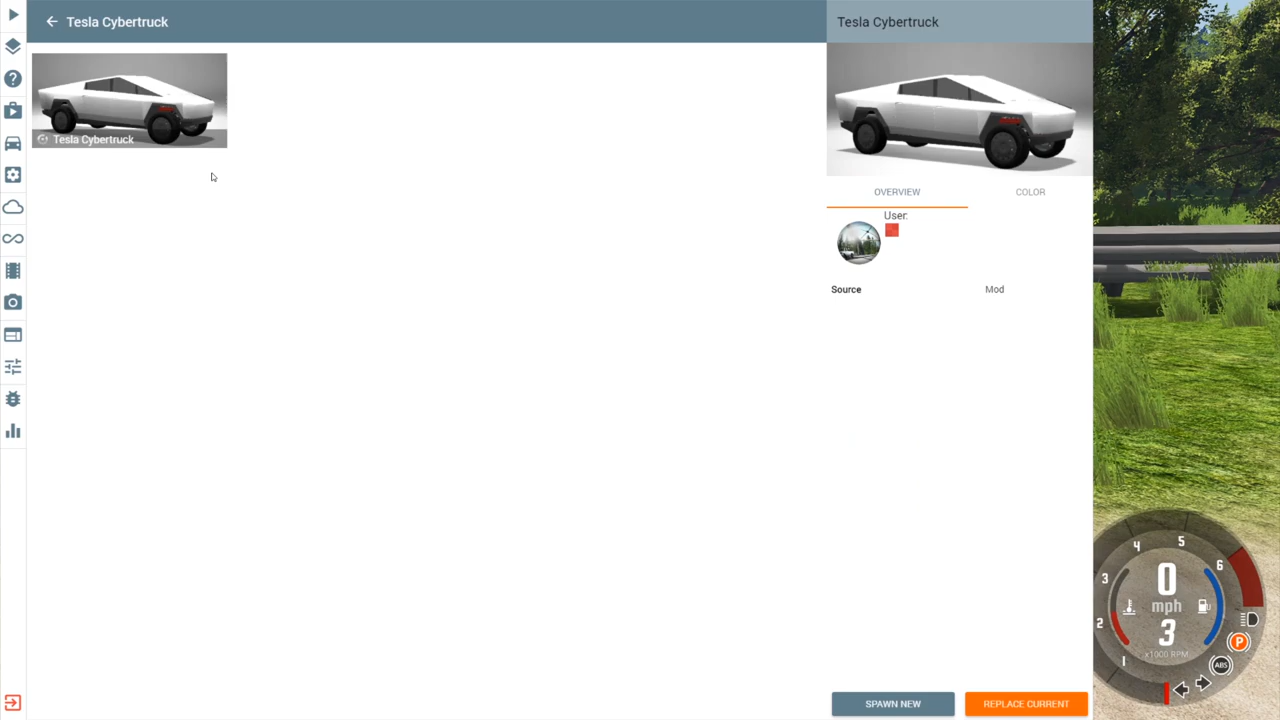 Tesla Cybertruck
Tesla Cybertruck
Tesla Cybertruck
OVERVIEW
COLOR
User:
Source
Mod
SPAWN NEW
REPLACE CURRENT
1
2
3
4
5
6
0
mph
3
x1000 RPM
P
ABS